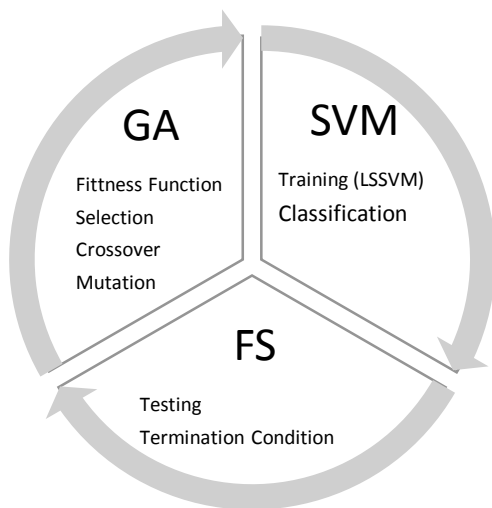 GA
Fittness Function
Selection
Crossover
Mutation
SVM
Training (LSSVM)
Classification
FS
Testing
Termination Condition